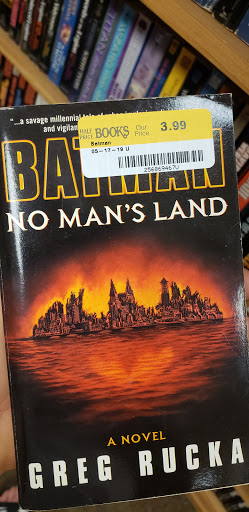 "...a savage millennial
and vigilan
HALF PRICE BOOKS Our Price 3.99
Batman
05-17-19 U
256869467U
BATMAN
NO MAN'S LAND
A NOVEL
GREG RUCKA